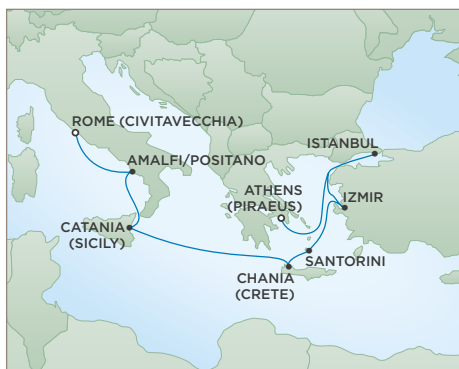 ROME (CIVITAVECCHIA)
ISTANBUL
AMALFI/POSITANO
ATHENS
(PIRAEUS)
IZMIR
CATANIA
(SICILY)
SANTORINI
CHANIA
(CRETE)